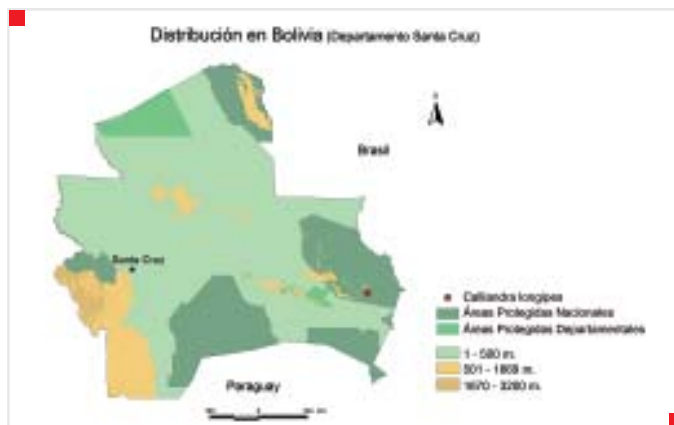 Distribución en Bolivia (Departamento Santa Cruz)
Brasil
Santa Cruz
Calliandra longipes
Áreas Protegidas Nacionales
Áreas Protegidas Departamentales
1 - 500 m.
Paraguay